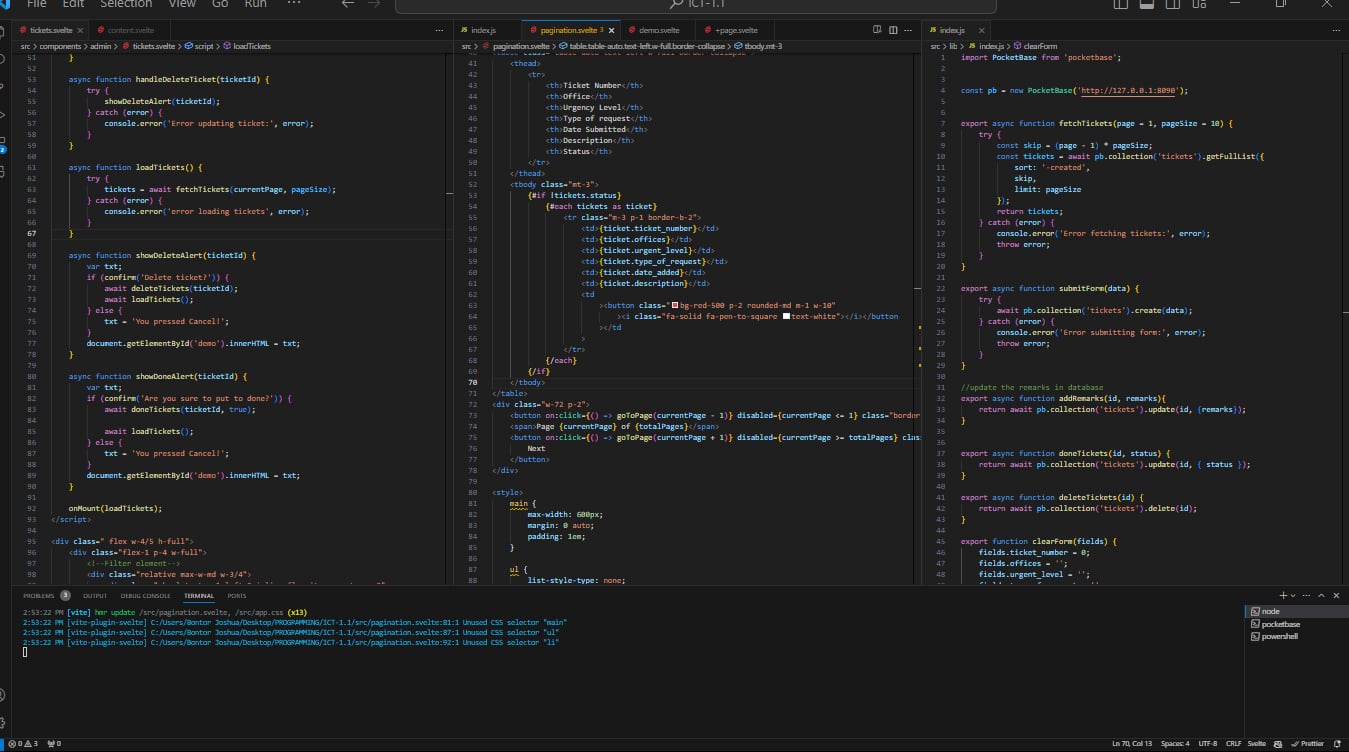 File Edit Selection View Go Run ··· ICT-1.1
tickets.svelte content.svelte
src > components > admin > tickets.svelte > script > loadTickets
51 }
52
53 async function handleDeleteTicket(ticketId) {
54 try {
55 showDeleteAlert(ticketId);
56 } catch (error) {
57 console.error('Error updating ticket:', error);
58 }
59 }
60
61 async function loadTickets() {
62 try {
63 tickets = await fetchTickets(currentPage, pageSize);
64 } catch (error) {
65 console.error('error loading tickets', error);
66 }
67 }
68
69 async function showDeleteAlert(ticketId) {
70 var txt;
71 if (confirm('Delete ticket?')) {
72 await deleteTickets(ticketId);
73 await loadTickets();
74 } else {
75 txt = 'You pressed Cancel!';
76 }
77 document.getElementById('demo').innerHTML = txt;
78 }
79
80 async function showDoneAlert(ticketId) {
81 var txt;
82 if (confirm('Are you sure to put to done?')) {
83 await doneTickets(ticketId, true);
84
85 await loadTickets();
86 } else {
87 txt = 'You pressed Cancel!';
88 }
89 document.getElementById('demo').innerHTML = txt;
90 }
91
92 onMount(loadTickets);
93 </script>
94
95 <div class=" flex w-4/5 h-full">
96 <div class="flex-1 p-4 w-full">
97 <!--Filter element-->
98 <div class="relative max-w-md w-3/4">
index.js pagination.svelte 3 demo.svelte +page.svelte
src > pagination.svelte > table.table-auto.text-left.w-full.border-collapse > tbody.mt-3
41 <thead>
42 <tr>
43 <th>Ticket Number</th>
44 <th>Office</th>
45 <th>Urgency Level</th>
46 <th>Type of request</th>
47 <th>Date Submitted</th>
48 <th>Description</th>
49 <th>Status</th>
50 </tr>
51 </thead>
52 <tbody class="mt-3">
53 {#if !tickets.status}
54 {#each tickets as ticket}
55 <tr class="m-3 p-1 border-b-2">
56 <td>{ticket.ticket_number}</td>
57 <td>{ticket.offices}</td>
58 <td>{ticket.urgent_level}</td>
59 <td>{ticket.type_of_request}</td>
60 <td>{ticket.date_added}</td>
61 <td>{ticket.description}</td>
62 <td
63 ><button class="bg-red-500 p-2 rounded-md m-1 w-10"
64 ><i class="fa-solid fa-pen-to-square text-white"></i></button
65 ></td
66 >
67 </tr>
68 {/each}
69 {/if}
70 </tbody>
71 </table>
72 <div class="w-72 p-2">
73 <button on:click={() => goToPage(currentPage - 1)} disabled={currentPage <= 1} class="border
74 <span>Page {currentPage} of {totalPages}</span>
75 <button on:click={() => goToPage(currentPage + 1)} disabled={currentPage >= totalPages} clas
76 Next
77 </button>
78 </div>
79
80 <style>
81 main {
82 max-width: 600px;
83 margin: 0 auto;
84 padding: 1em;
85 }
86
87 ul {
88 list-style-type: none;
index.js
src > lib > index.js > clearForm
1 import PocketBase from 'pocketbase';
2
3
4 const pb = new PocketBase('http://127.0.0.1:8090');
5
6
7 export async function fetchTickets(page = 1, pageSize = 10) {
8 try {
9 const skip = (page - 1) * pageSize;
10 const tickets = await pb.collection('tickets').getFullList({
11 sort: '-created',
12 skip,
13 limit: pageSize
14 });
15 return tickets;
16 } catch (error) {
17 console.error('Error fetching tickets:', error);
18 throw error;
19 }
20 }
21
22 export async function submitForm(data) {
23 try {
24 await pb.collection('tickets').create(data);
25 } catch (error) {
26 console.error('Error submitting form:', error);
27 throw error;
28 }
29 }
30
31 //update the remarks in database
32 export async function addRemarks(id, remarks){
33 return await pb.collection('tickets').update(id, {remarks});
34 }
35
36
37 export async function doneTickets(id, status) {
38 return await pb.collection('tickets').update(id, { status });
39 }
40
41 export async function deleteTickets(id) {
42 return await pb.collection('tickets').delete(id);
43 }
44
45 export function clearForm(fields) {
46 fields.ticket_number = 0;
47 fields.offices = '';
48 fields.urgent_level = '';
PROBLEMS 3 OUTPUT DEBUG CONSOLE TERMINAL PORTS
2:53:22 PM [vite] hmr update /src/pagination.svelte, /src/app.css (x13)
2:53:22 PM [vite-plugin-svelte] C:/Users/Bontor Joshua/Desktop/PROGRAMMING/ICT-1.1/src/pagination.svelte:81:1 Unused CSS selector "main"
2:53:22 PM [vite-plugin-svelte] C:/Users/Bontor Joshua/Desktop/PROGRAMMING/ICT-1.1/src/pagination.svelte:87:1 Unused CSS selector "ul"
2:53:22 PM [vite-plugin-svelte] C:/Users/Bontor Joshua/Desktop/PROGRAMMING/ICT-1.1/src/pagination.svelte:92:1 Unused CSS selector "li"
node
pocketbase
powershell
0 3 0 Ln 70, Col 13 Spaces: 4 UTF-8 CRLF Svelte Prettier